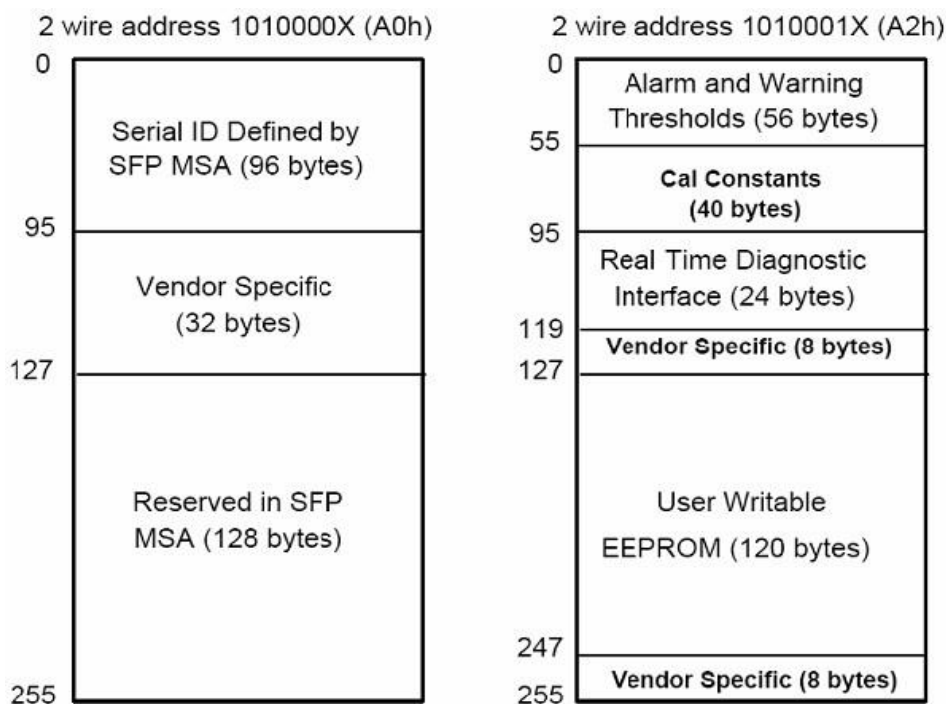 2 wire address 1010000X (A0h)
0
Serial ID Defined by
SFP MSA (96 bytes)
95
Vendor Specific
(32 bytes)
127
Reserved in SFP
MSA (128 bytes)
255
2 wire address 1010001X (A2h)
0
Alarm and Warning
Thresholds (56 bytes)
55
Cal Constants
(40 bytes)
95
Real Time Diagnostic
Interface (24 bytes)
119
Vendor Specific (8 bytes)
127
User Writable
EEPROM (120 bytes)
247
Vendor Specific (8 bytes)
255